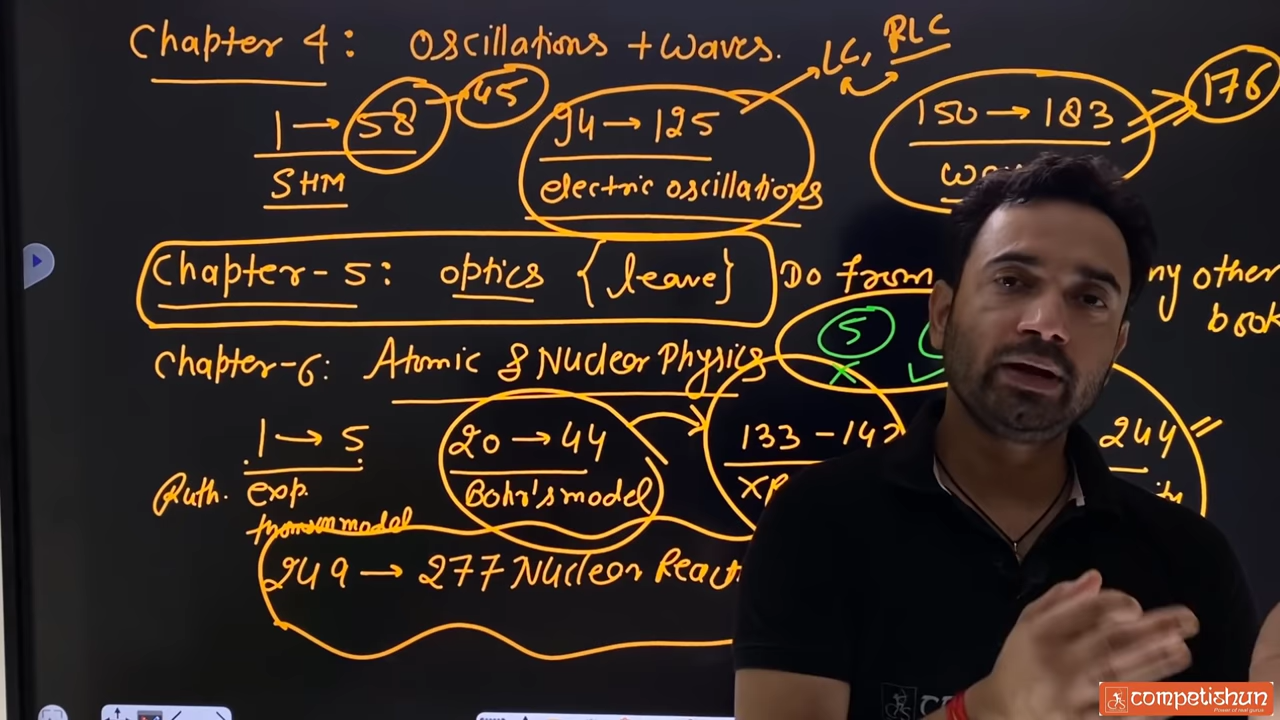 Chapter 4: Oscillations + Waves.
LC, RLC
1 → 58 → 45
SHM
94 → 125
electric oscillations
150 → 183
176
Chapter-5: optics {leave} Do from
ny other
book
5
Chapter-6: Atomic & Nuclear Physics
1 → 5
Ruth. exp.
20 → 44
Bohr's model
133 - 147
244
249 → 277 Nuclear React
competishun